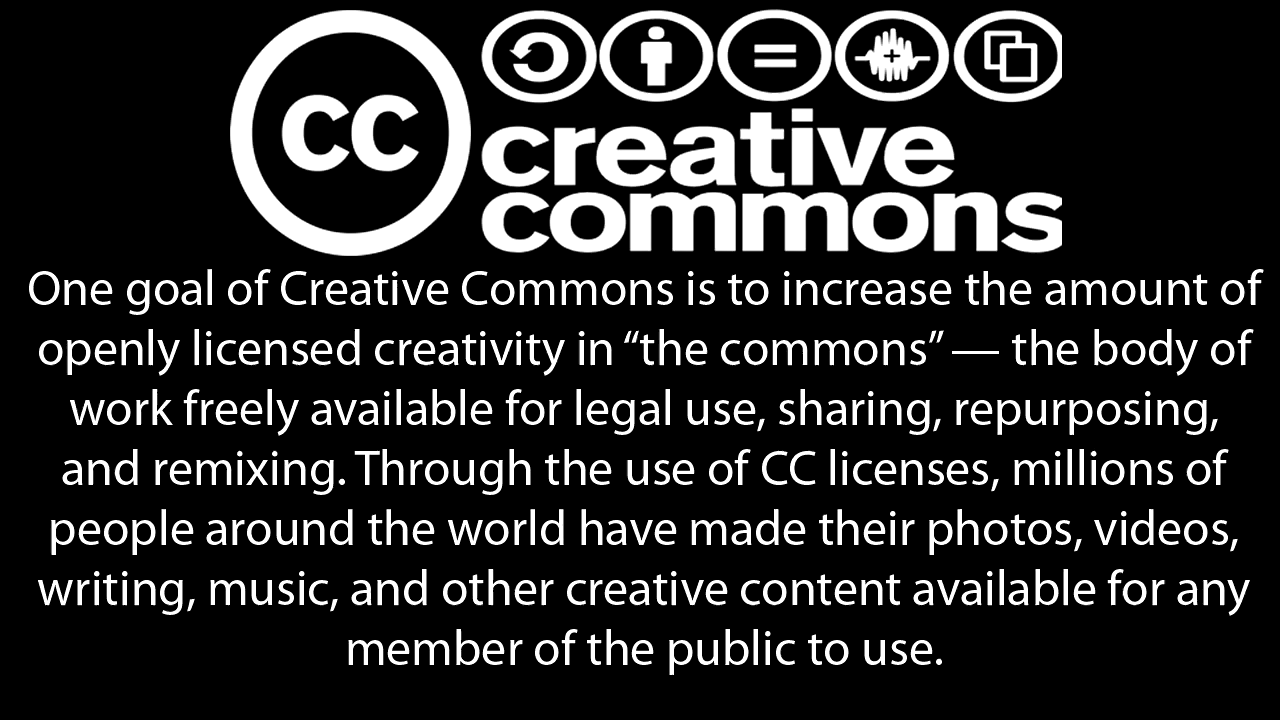 cc
creative
commons
One goal of Creative Commons is to increase the amount of
openly licensed creativity in “the commons” — the body of
work freely available for legal use, sharing, repurposing,
and remixing. Through the use of CC licenses, millions of
people around the world have made their photos, videos,
writing, music, and other creative content available for any
member of the public to use.